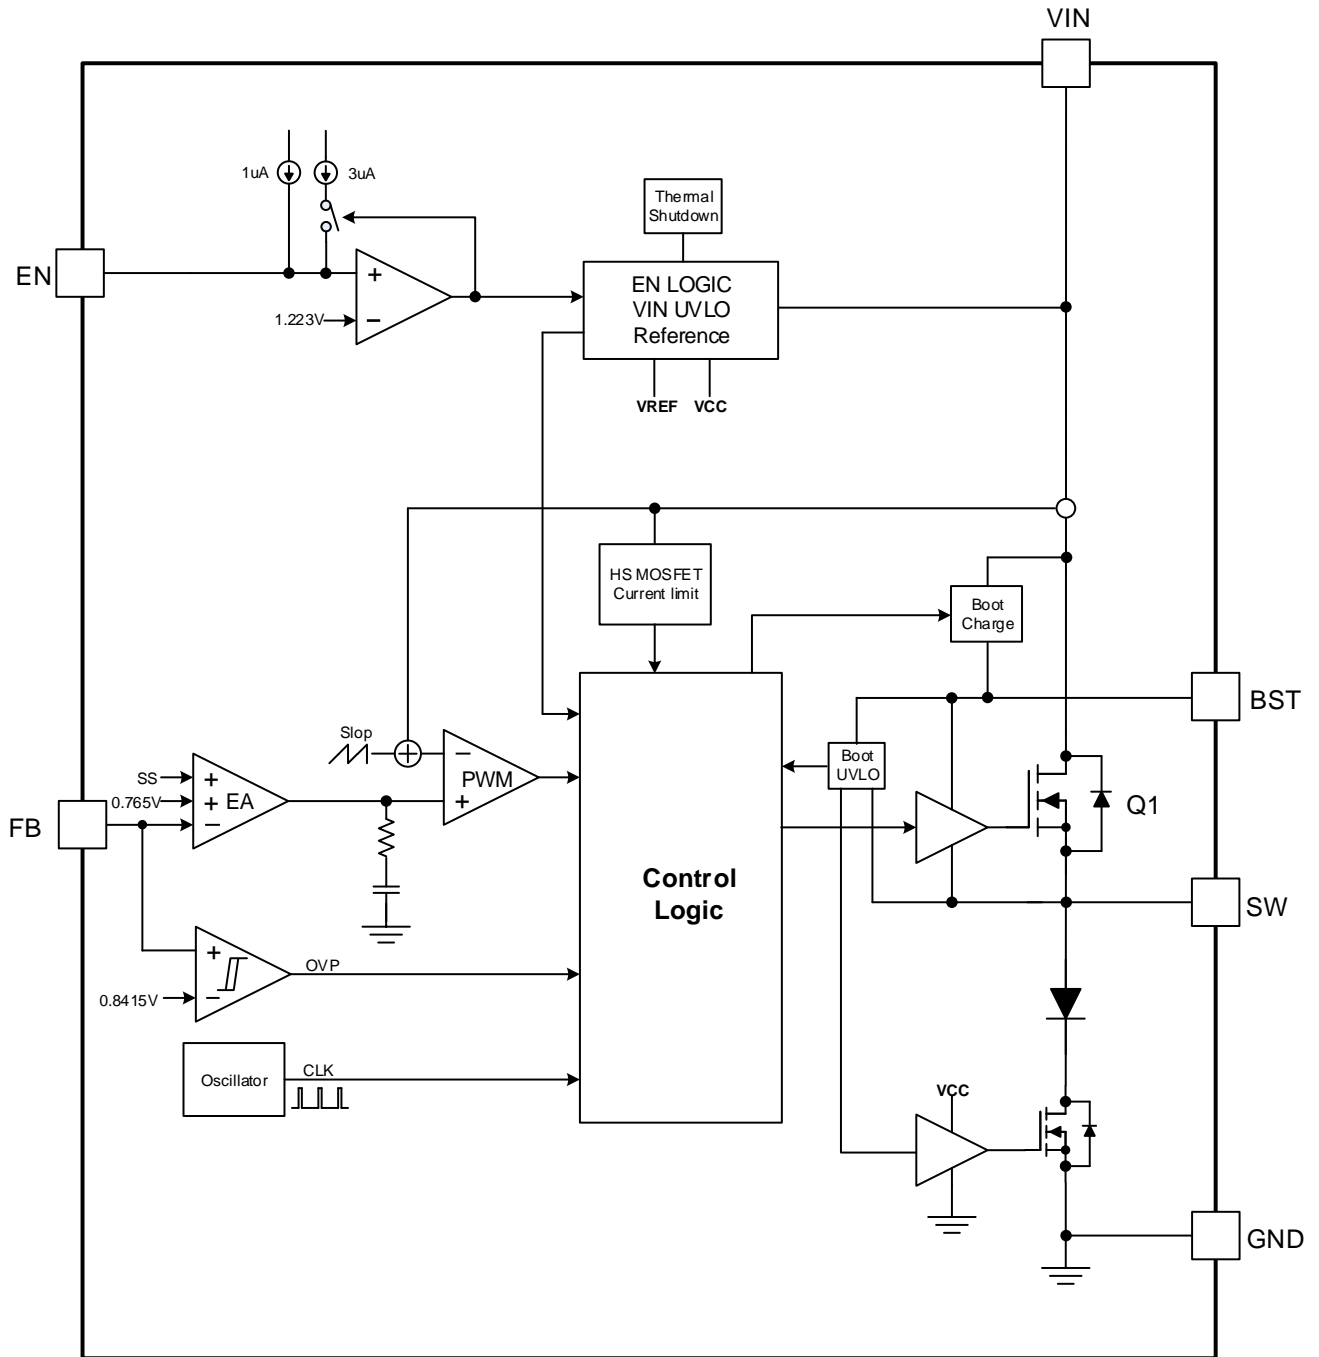 VIN
1uA
3uA
Thermal
Shutdown
EN
+
−
1.223V
EN LOGIC
VIN UVLO
Reference
VREF
VCC
HS MOSFET
Current limit
Boot
Charge
BST
Slop
+
−
PWM
+
Boot
UVLO
SS
0.765V
+
+
−
EA
FB
Q1
Control
Logic
SW
+
−
OVP
0.8415V
Oscillator
CLK
VCC
GND